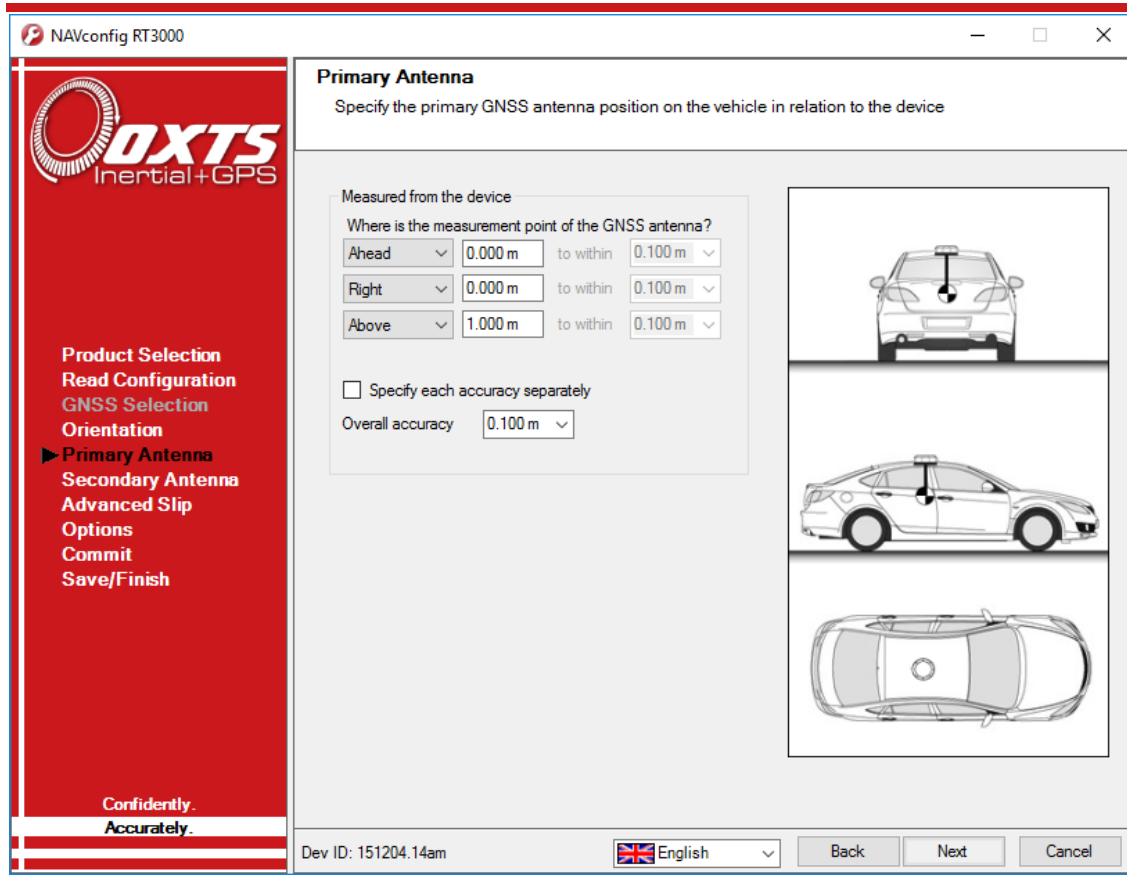 NAVconfig RT3000
OXTS
Inertial+GPS
Product Selection
Read Configuration
GNSS Selection
Orientation
Primary Antenna
Secondary Antenna
Advanced Slip
Options
Commit
Save/Finish
Confidently.
Accurately.
Primary Antenna
Specify the primary GNSS antenna position on the vehicle in relation to the device
Measured from the device
Where is the measurement point of the GNSS antenna?
Ahead 0.000 m to within 0.100 m
Right 0.000 m to within 0.100 m
Above 1.000 m to within 0.100 m
Specify each accuracy separately
Overall accuracy 0.100 m
Dev ID: 151204.14am English Back Next Cancel